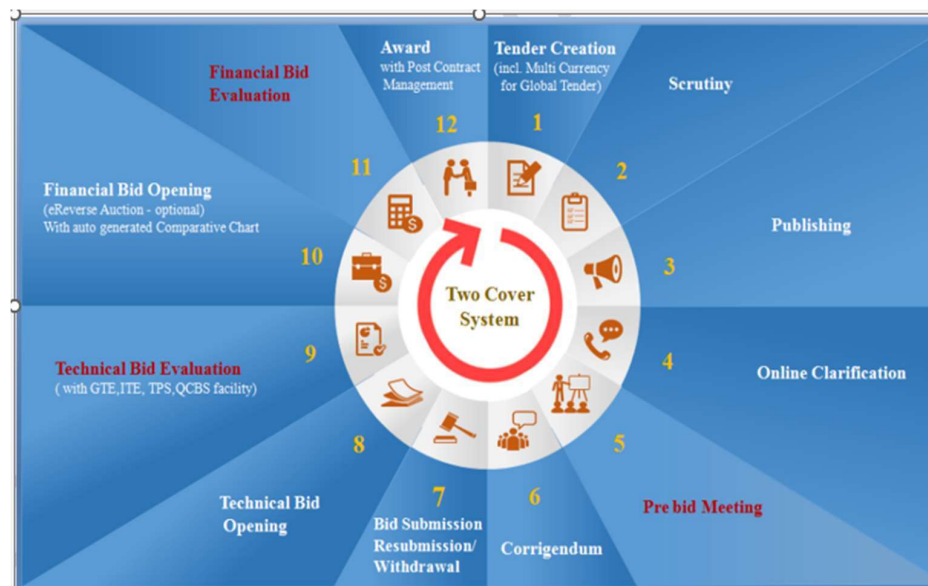 Award
with Post Contract
Management
12
Tender Creation
(incl. Multi Currency
for Global Tender)
1
Scrutiny
2
Publishing
3
Online Clarification
4
Pre bid Meeting
5
Corrigendum
6
7
Bid Submission
Resubmission/
Withdrawal
Technical Bid
Opening
8
Technical Bid Evaluation
( with GTE,ITE, TPS,QCBS facility)
9
Financial Bid Opening
(eReverse Auction - optional)
With auto generated Comparative Chart
10
Financial Bid
Evaluation
11
Two Cover
System